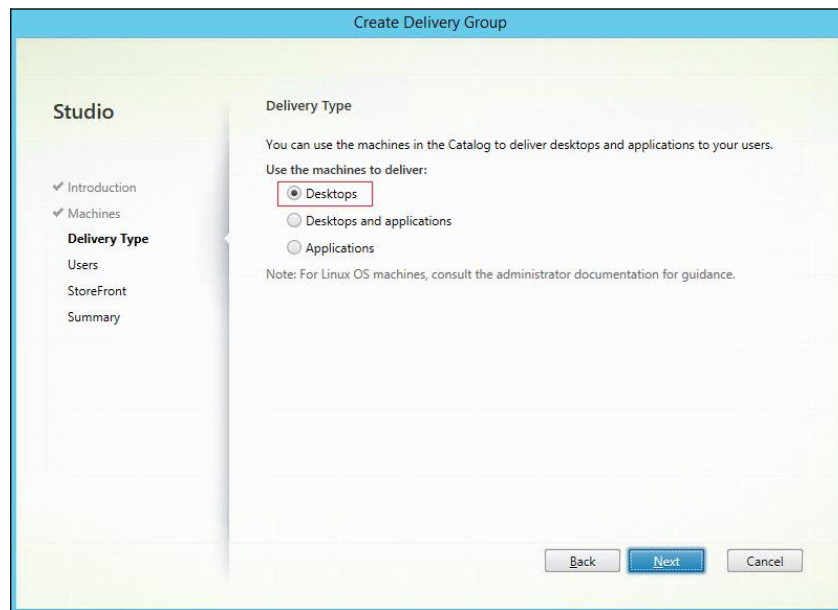 Create Delivery Group
Studio
Introduction
Machines
Delivery Type
Users
StoreFront
Summary
Delivery Type
You can use the machines in the Catalog to deliver desktops and applications to your users.
Use the machines to deliver:
Desktops
Desktops and applications
Applications
Note: For Linux OS machines, consult the administrator documentation for guidance.
Back
Next
Cancel